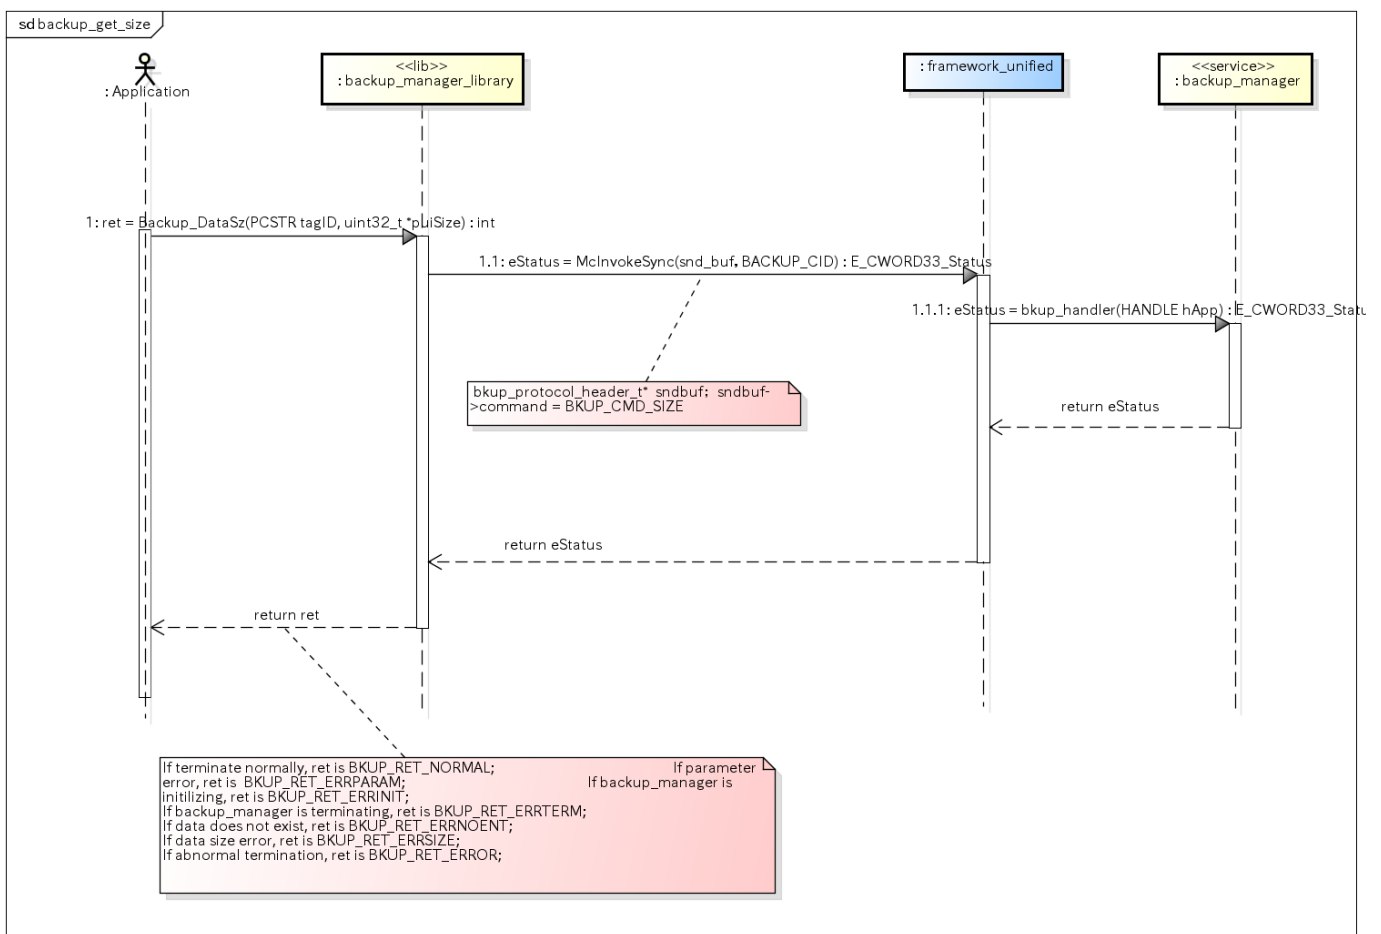 sd backup_get_size
: Application
<<lib>>
: backup_manager_library
: framework_unified
<<service>>
: backup_manager
1: ret = Backup_DataSz(PCSTR tagID, uint32_t *puiSize) : int
1.1: eStatus = McInvokeSync(snd_buf, BACKUP_CID) : E_CWORD33_Status
1.1.1: eStatus = bkup_handler(HANDLE hApp) : E_CWORD33_Statu
bkup_protocol_header_t* sndbuf; sndbuf-
>command = BKUP_CMD_SIZE
return eStatus
return eStatus
return ret
If terminate normally, ret is BKUP_RET_NORMAL; If parameter
error, ret is BKUP_RET_ERRPARAM; If backup_manager is
initilizing, ret is BKUP_RET_ERRINIT;
If backup_manager is terminating, ret is BKUP_RET_ERRTERM;
If data does not exist, ret is BKUP_RET_ERRNOENT;
If data size error, ret is BKUP_RET_ERRSIZE;
If abnormal termination, ret is BKUP_RET_ERROR;